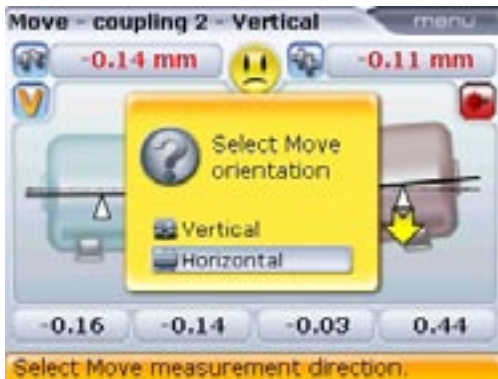 Move - coupling 2 - Vertical
menu
-0.14 mm
-0.11 mm
V
Select Move
orientation
Vertical
Horizontal
-0.16
-0.14
-0.03
0.44
Select Move measurement direction.